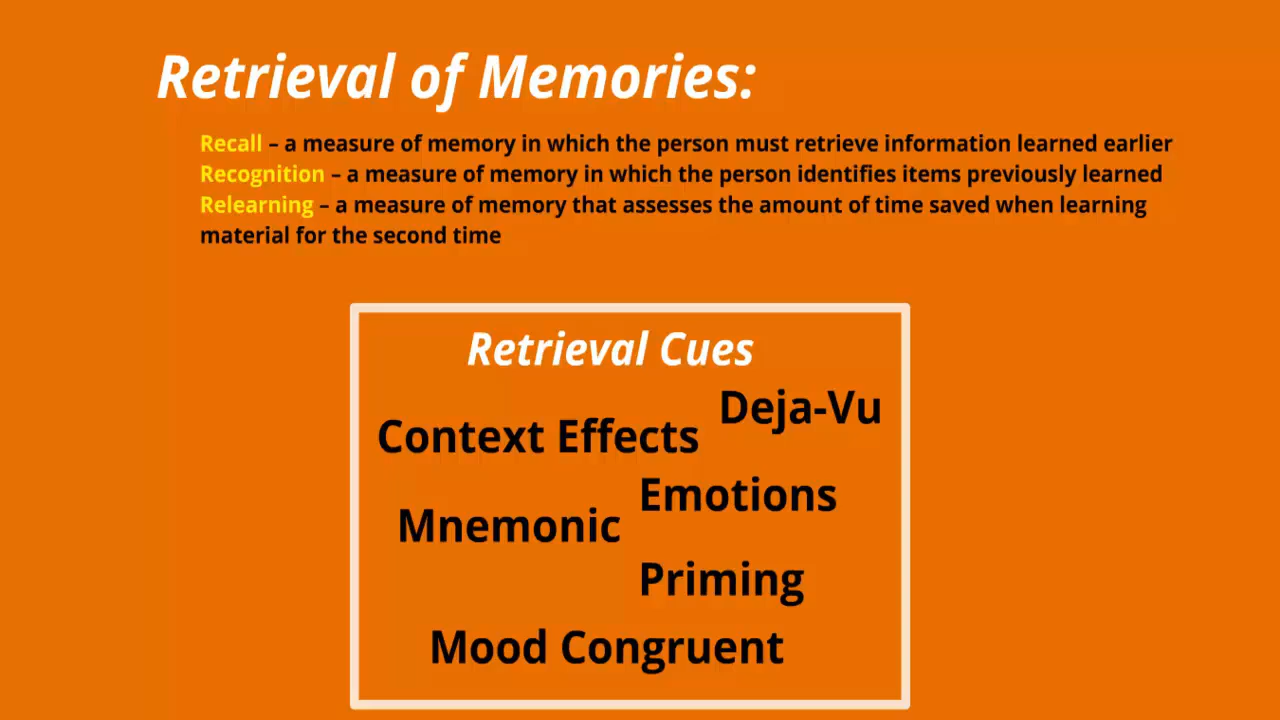 Retrieval of Memories:
Recall – a measure of memory in which the person must retrieve information learned earlier
Recognition – a measure of memory in which the person identifies items previously learned
Relearning – a measure of memory that assesses the amount of time saved when learning
material for the second time
Retrieval Cues
Deja-Vu
Context Effects
Emotions
Mnemonic
Priming
Mood Congruent